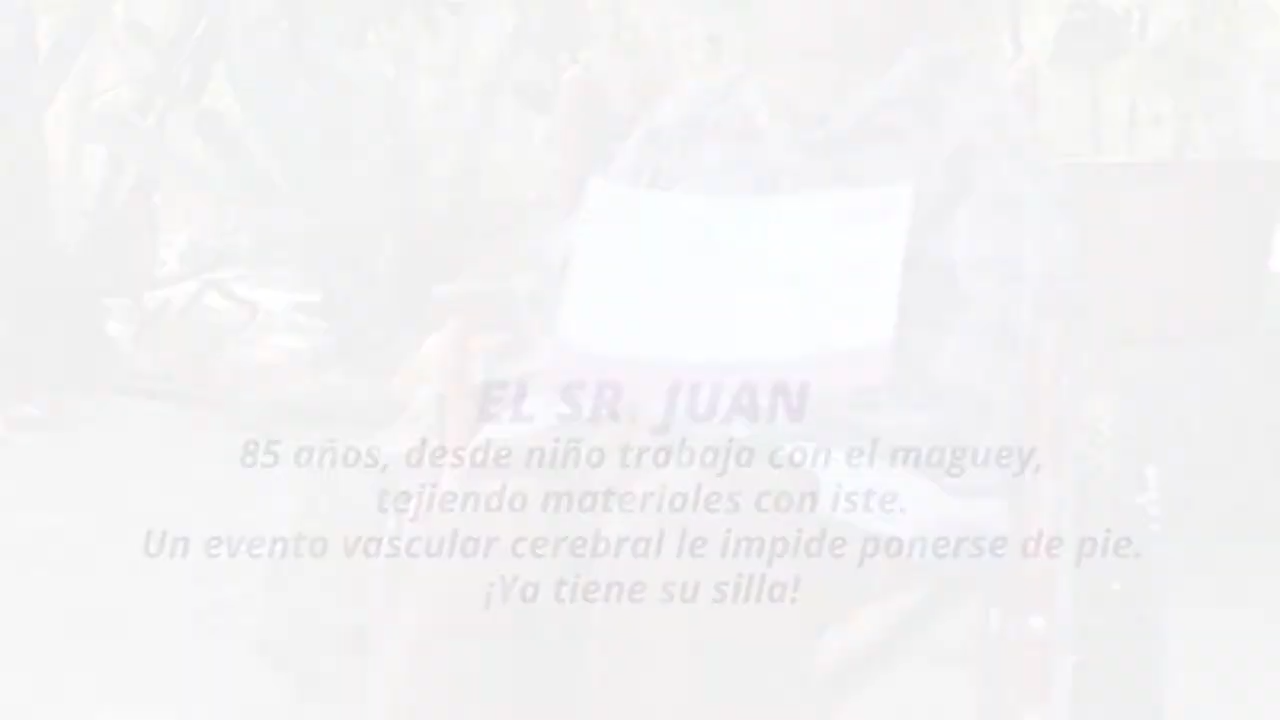 EL SR. JUAN
85 años, desde niño trabaja con el maguey,
tejiendo materiales con iste.
Un evento vascular cerebral le impide ponerse de pie.
¡Ya tiene su silla!